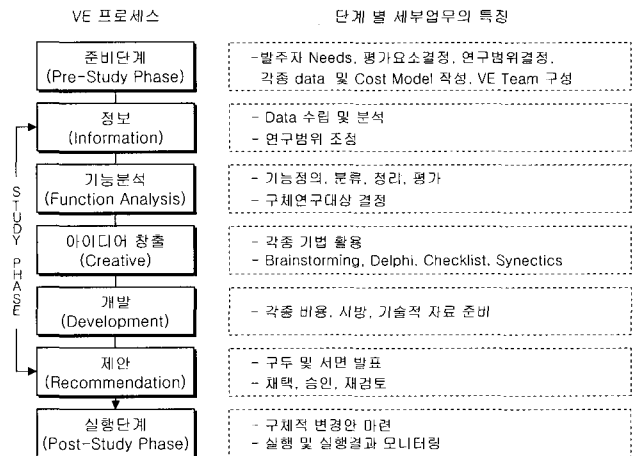 VE 프로세스
단계 별 세부업무의 특징
준비단계
(Pre-Study Phase)
-발주자 Needs, 평가요소결정, 연구범위결정,
각종 data 및 Cost Model 작성, VE Team 구성
정보
(Information)
- Data 수립 및 분석
- 연구범위 조정
기능분석
(Function Analysis)
- 기능정의, 분류, 정리, 평가
- 구체연구대상 결정
아이디어 창출
(Creative)
- 각종 기법 활용
- Brainstorming, Delphi, Checklist, Synectics
개발
(Development)
- 각종 비용, 시방, 기술적 자료 준비
제안
(Recommendation)
- 구두 및 서면 발표
- 채택, 승인, 재검토
실행단계
(Post-Study Phase)
- 구체적 변경안 마련
- 실행 및 실행결과 모니터링
STUDY PHASE